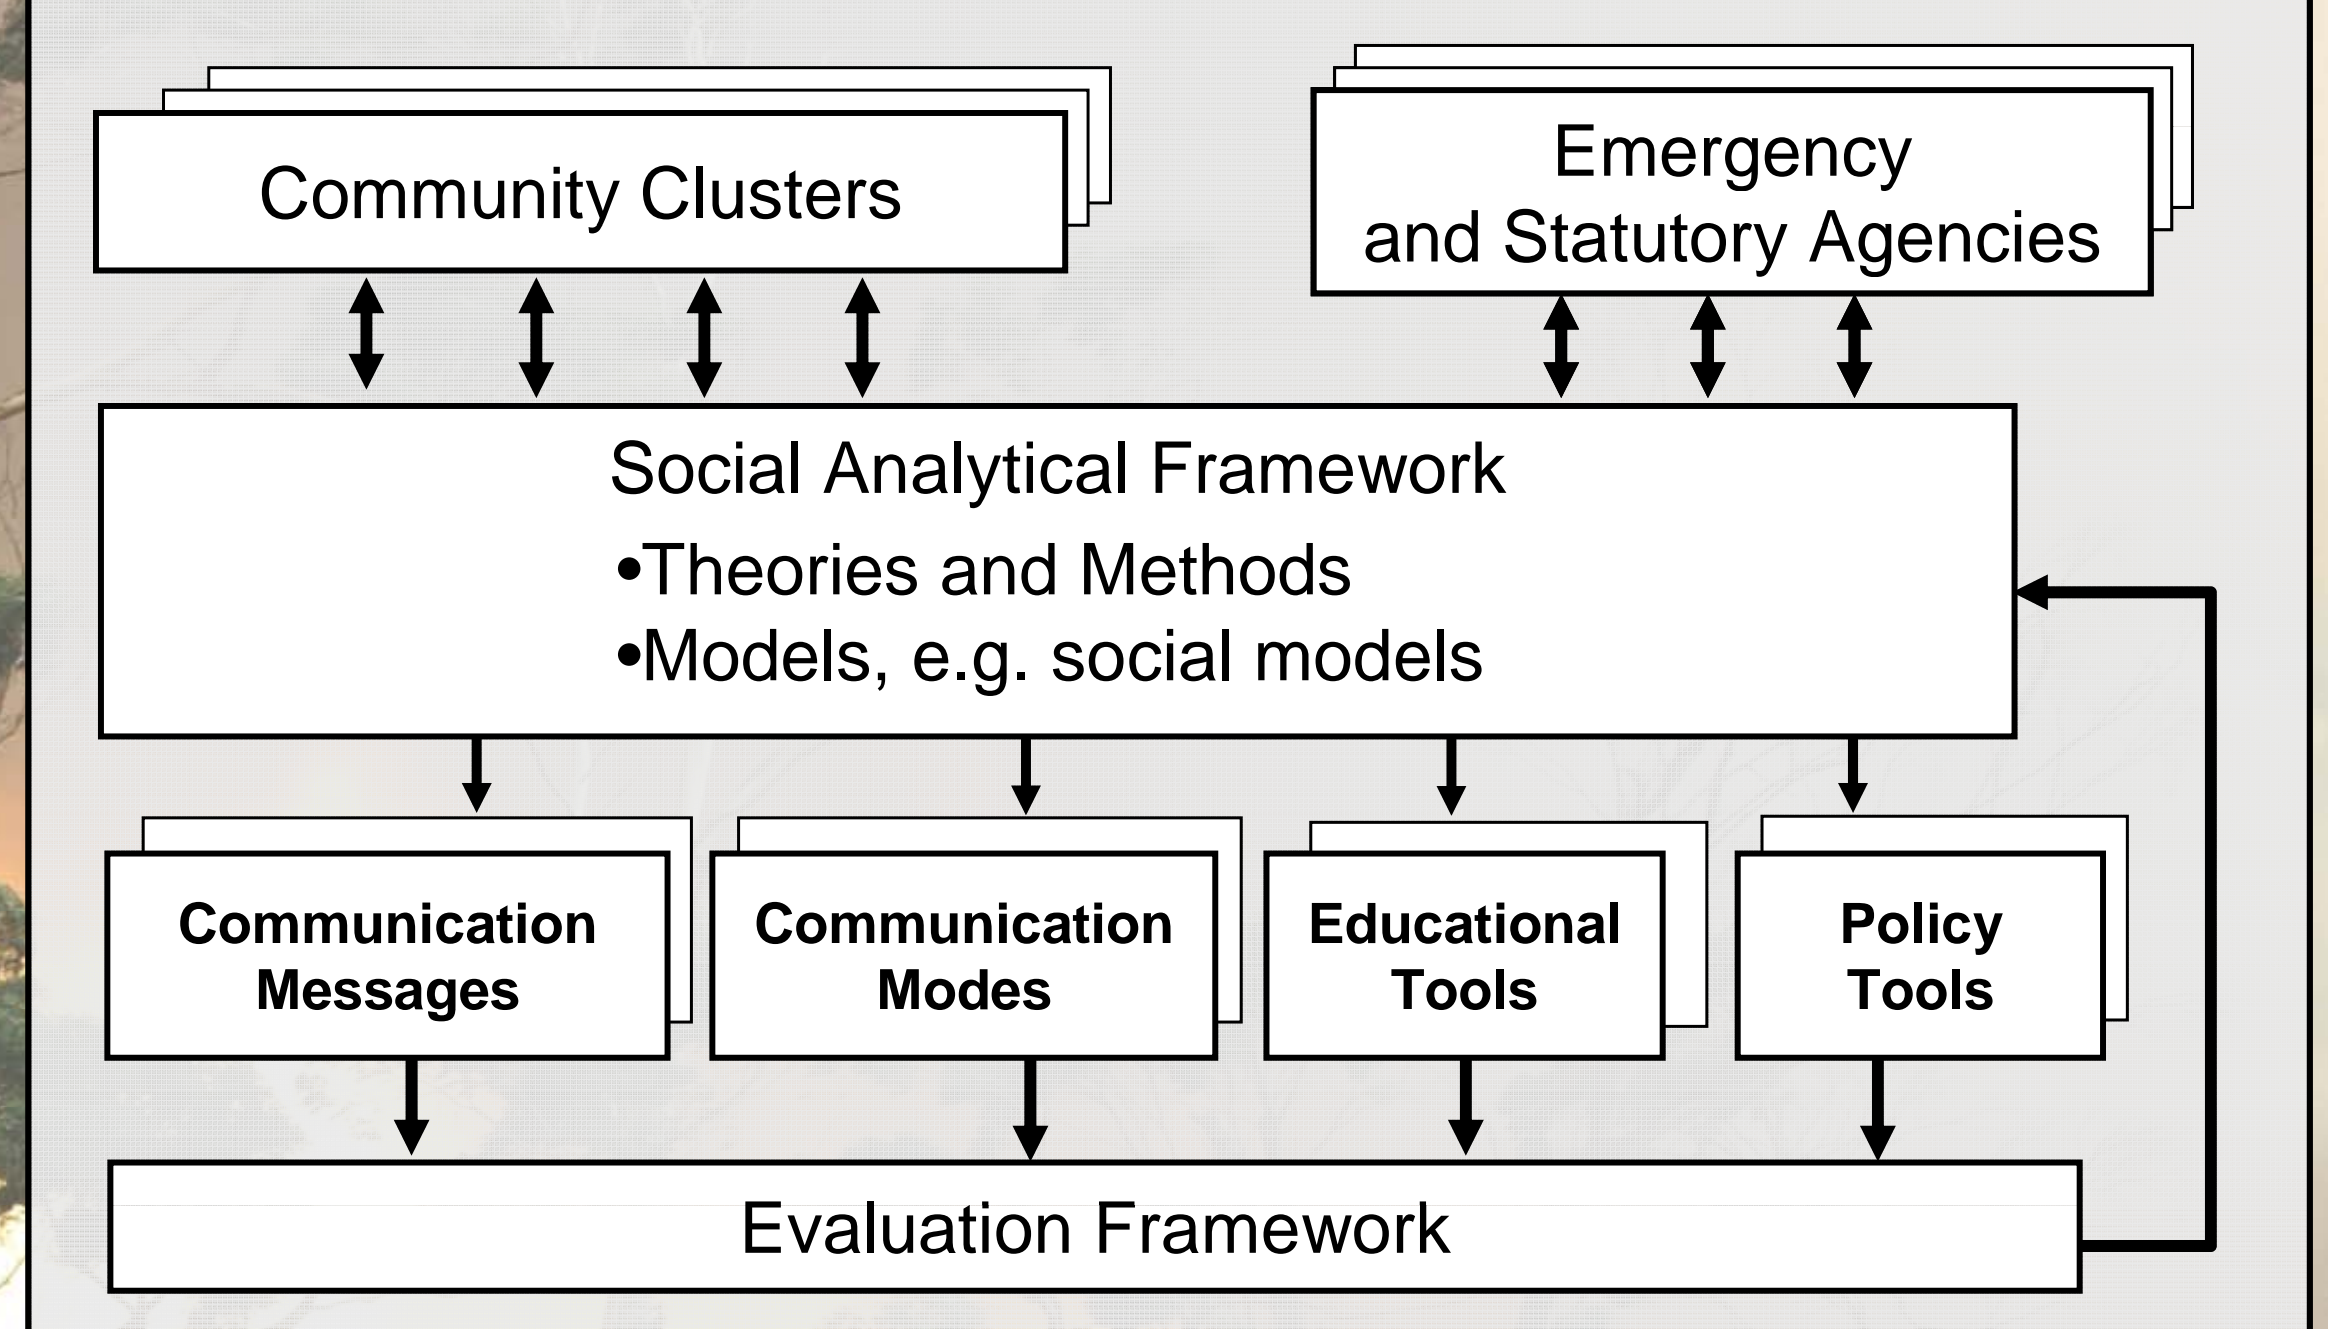 Community Clusters
Emergency
and Statutory Agencies
Social Analytical Framework
•Theories and Methods
•Models, e.g. social models
Communication
Messages
Communication
Modes
Educational
Tools
Policy
Tools
Evaluation Framework